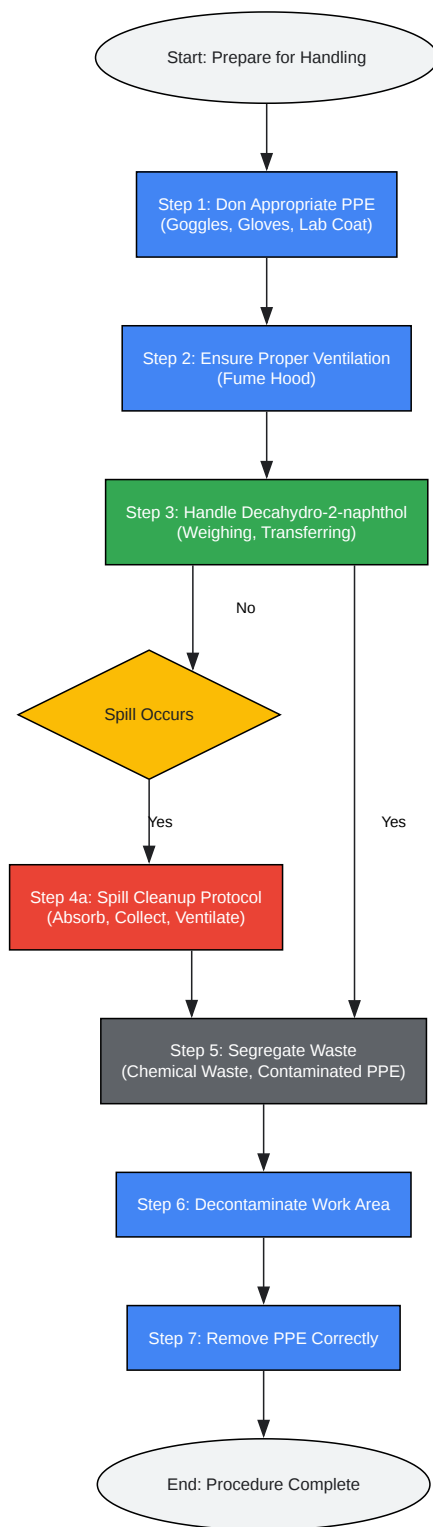 Start: Prepare for Handling
Step 1: Don Appropriate PPE
(Goggles, Gloves, Lab Coat)
Step 2: Ensure Proper Ventilation
(Fume Hood)
Step 3: Handle Decahydro-2-naphthol
(Weighing, Transferring)
No
Spill Occurs
Yes
Yes
Step 4a: Spill Cleanup Protocol
(Absorb, Collect, Ventilate)
Step 5: Segregate Waste
(Chemical Waste, Contaminated PPE)
Step 6: Decontaminate Work Area
Step 7: Remove PPE Correctly
End: Procedure Complete